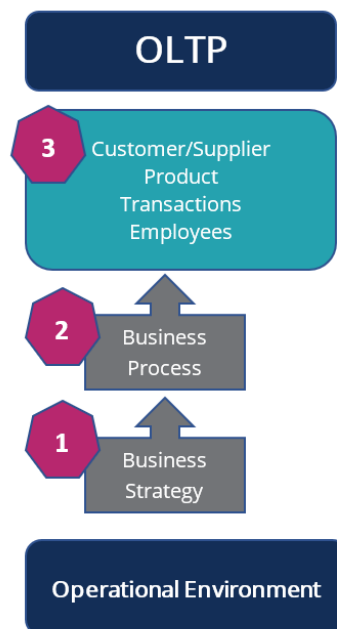 OLTP
3
Customer/Supplier
Product
Transactions
Employees
2
Business
Process
1
Business
Strategy
Operational Environment